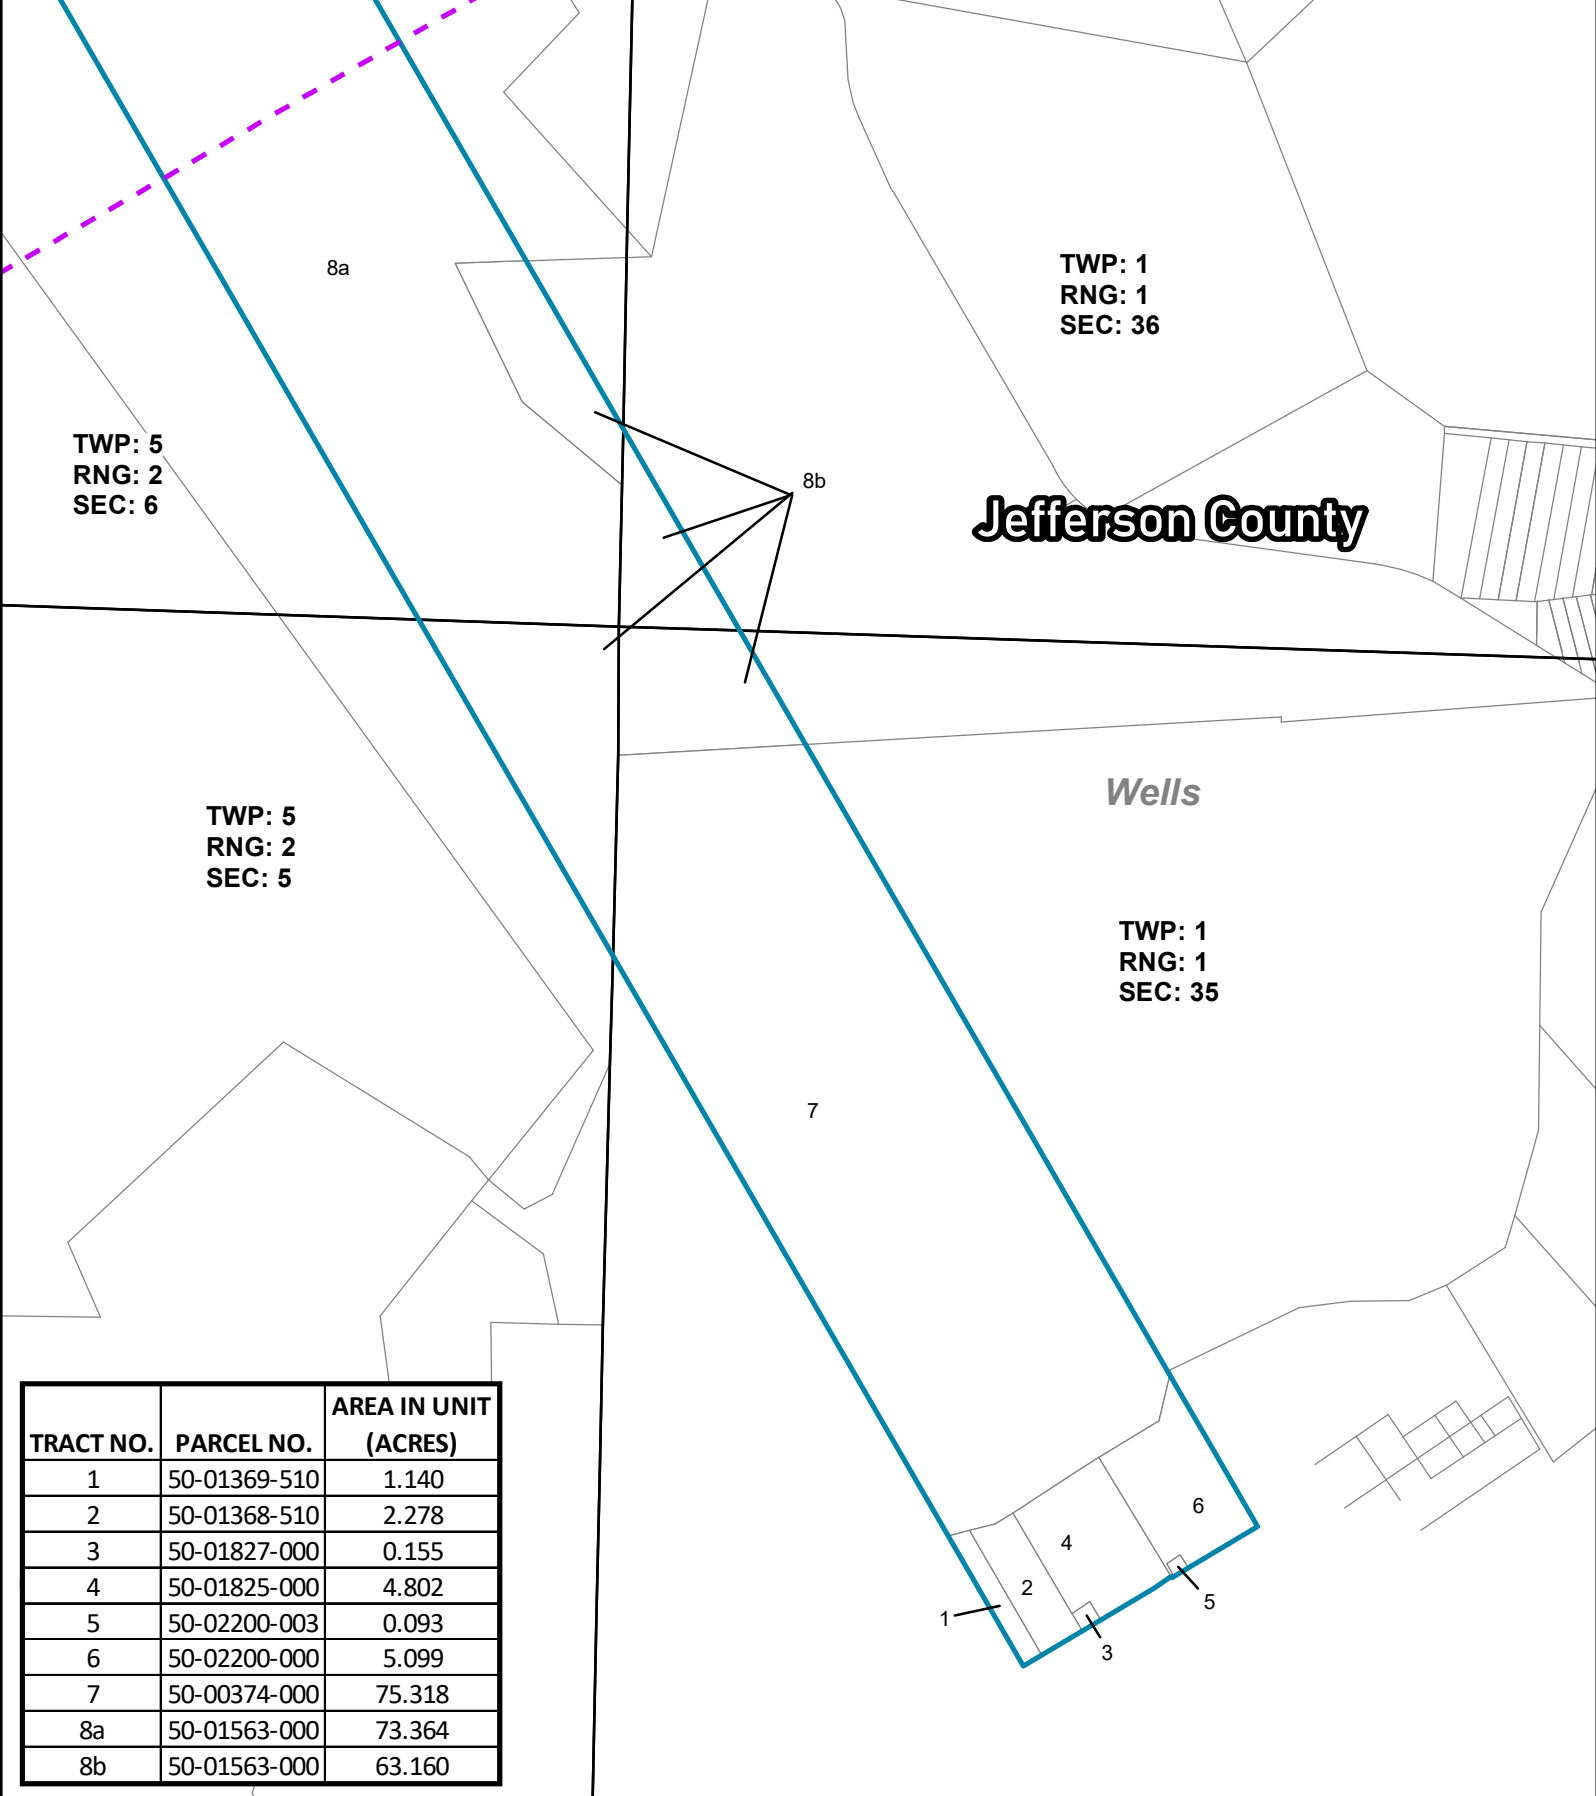 8a
TWP: 1
RNG: 1
SEC: 36
TWP: 5
RNG: 2
SEC: 6
8b
Jefferson County
Wells
TWP: 5
RNG: 2
SEC: 5
TWP: 1
RNG: 1
SEC: 35
7
6
4
2
1
5
3
TRACT NO. PARCEL NO. AREA IN UNIT (ACRES)
1 50-01369-510 1.140
2 50-01368-510 2.278
3 50-01827-000 0.155
4 50-01825-000 4.802
5 50-02200-003 0.093
6 50-02200-000 5.099
7 50-00374-000 75.318
8a 50-01563-000 73.364
8b 50-01563-000 63.160